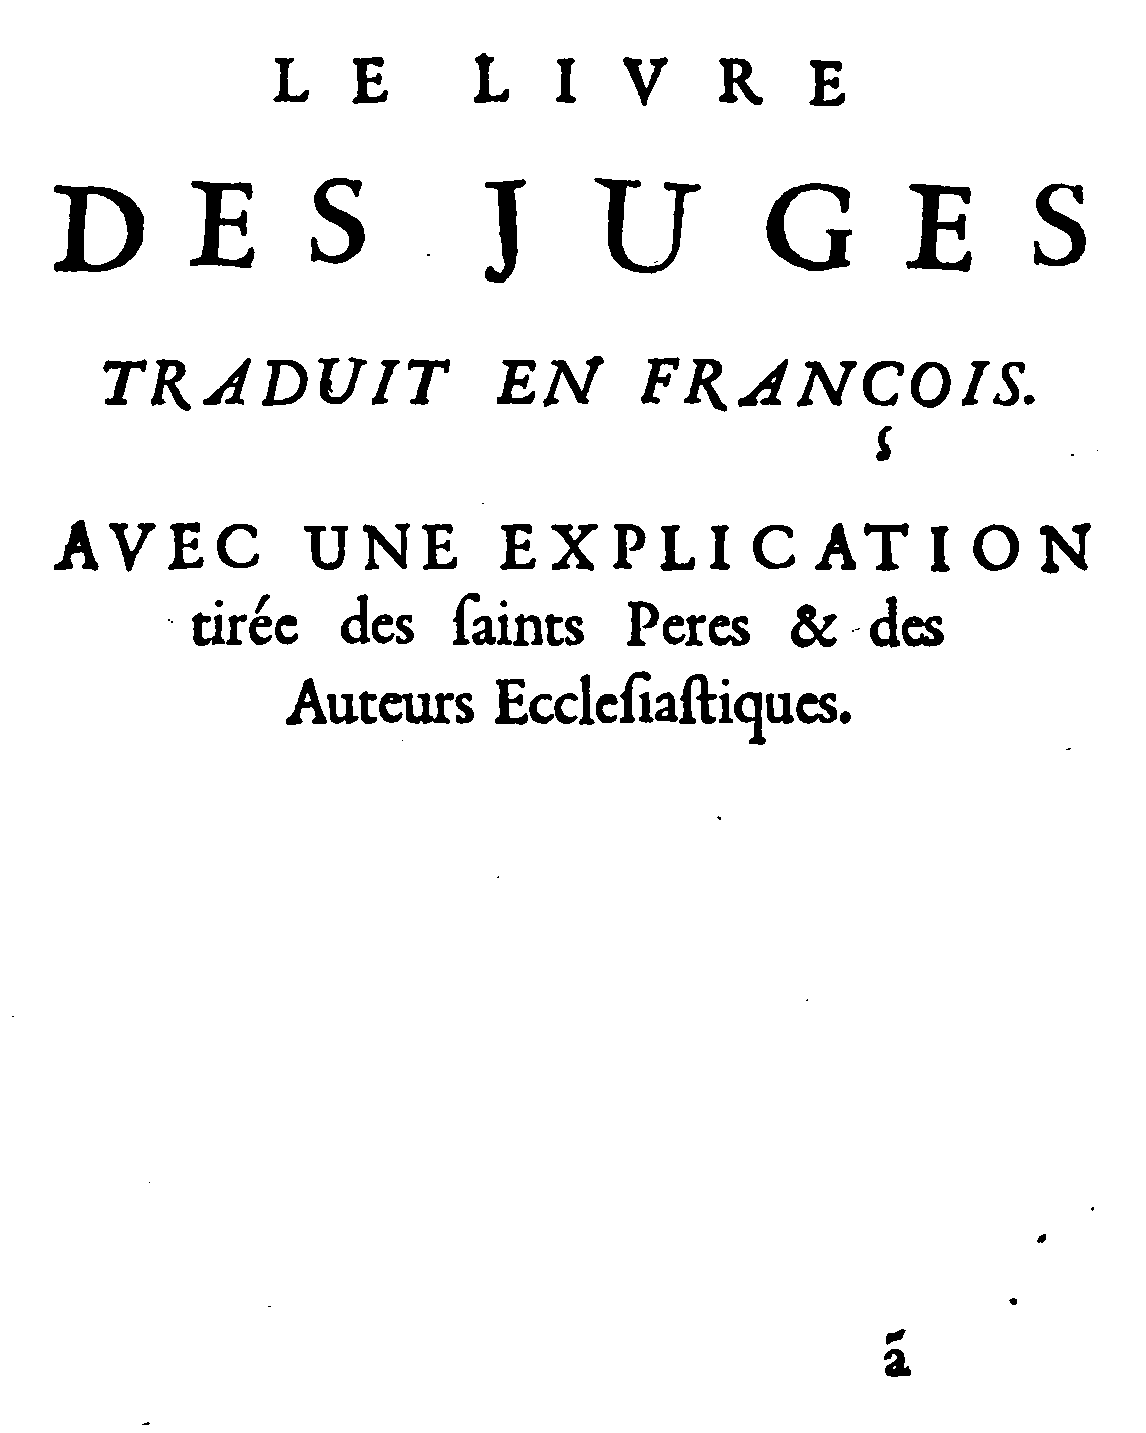 LE LIVRE
DES JUGES
TRADUIT EN FRANÇOIS.
AVEC UNE EXPLICATION
tirée des ſaints Peres & des
Auteurs Eccleſiaſtiques.
ã